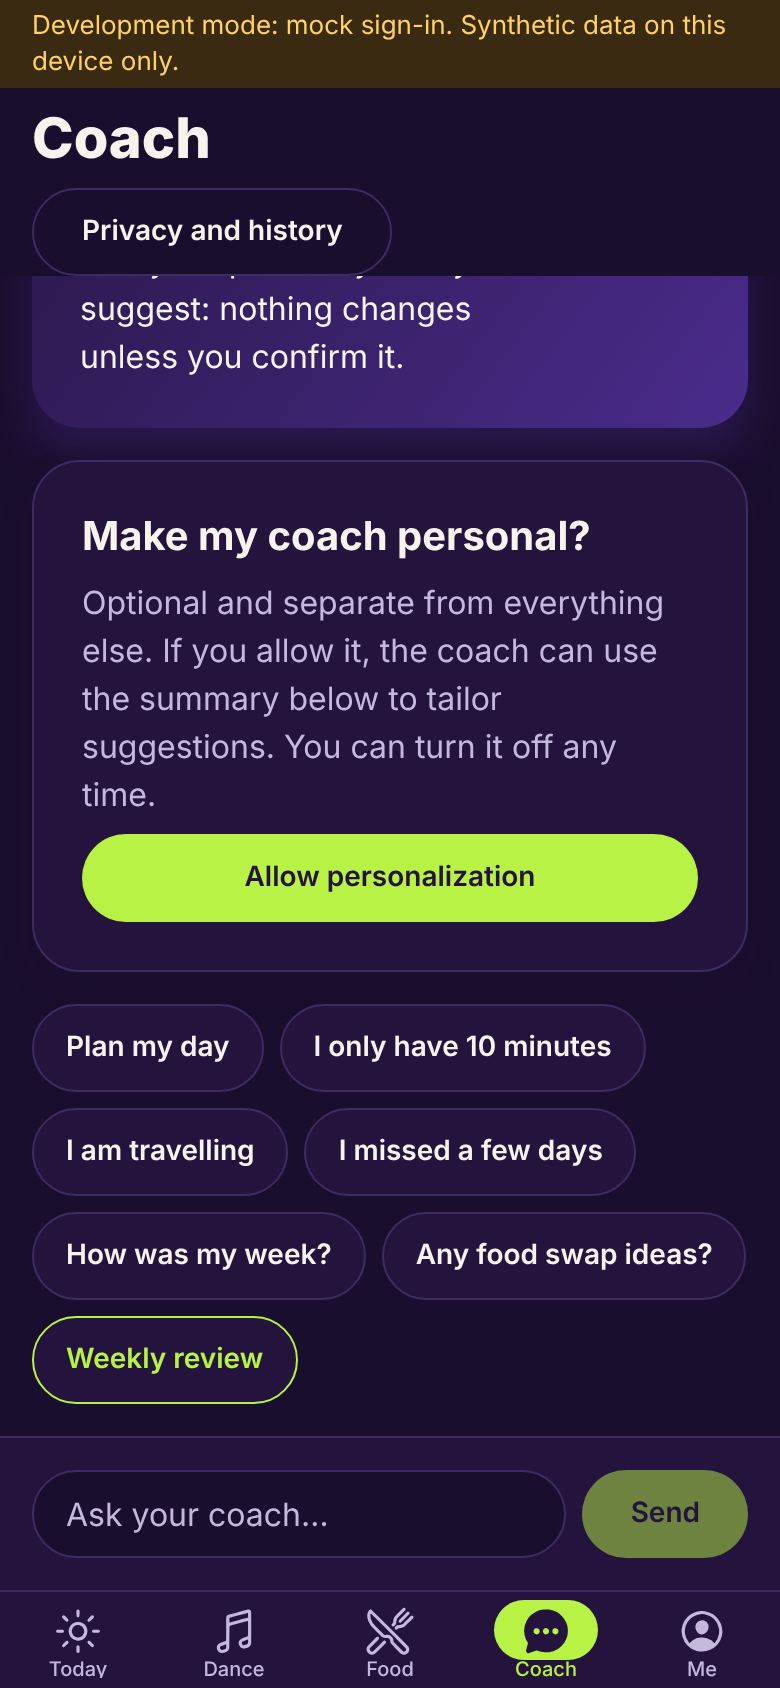 Development mode: mock sign-in. Synthetic data on this
device only.
Coach
Privacy and history
suggest: nothing changes
unless you confirm it.
Make my coach personal?
Optional and separate from everything
else. If you allow it, the coach can use
the summary below to tailor
suggestions. You can turn it off any
time.
Allow personalization
Plan my day
I only have 10 minutes
I am travelling
I missed a few days
How was my week?
Any food swap ideas?
Weekly review
Ask your coach...
Send
Today
Dance
Food
Coach
Me